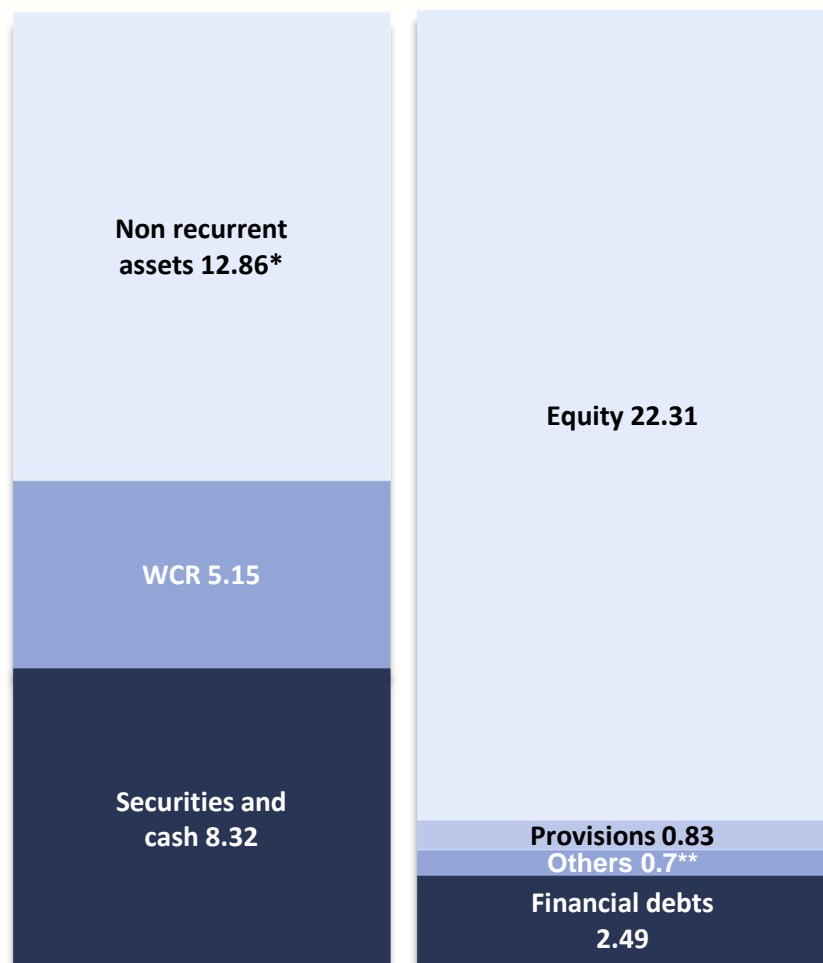 Non recurrent
assets 12.86*
WCR 5.15
Securities and
cash 8.32
Equity 22.31
Provisions 0.83
Others 0.7**
Financial debts
2.49